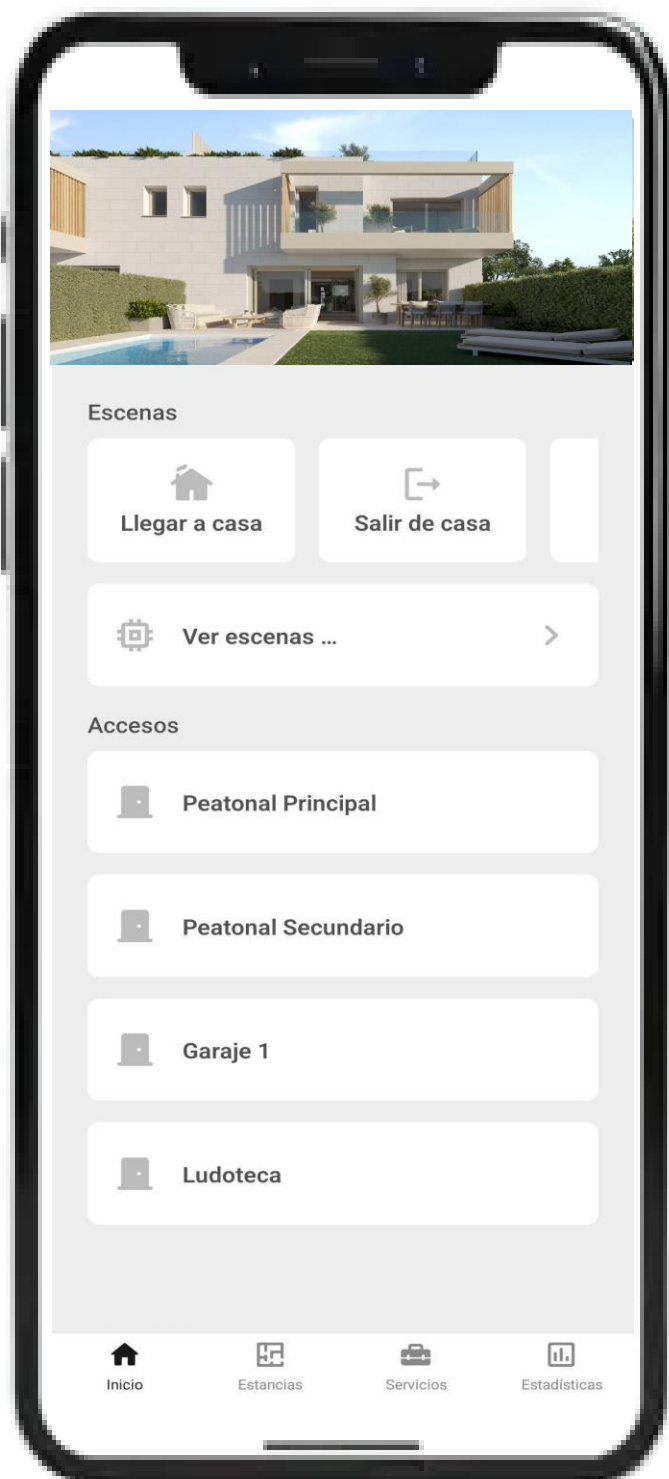 Escenas
Llegar a casa
Salir de casa
Ver escenas ...
Accesos
Peatonal Principal
Peatonal Secundario
Garaje 1
Ludoteca
Inicio
Estancias
Servicios
Estadísticas